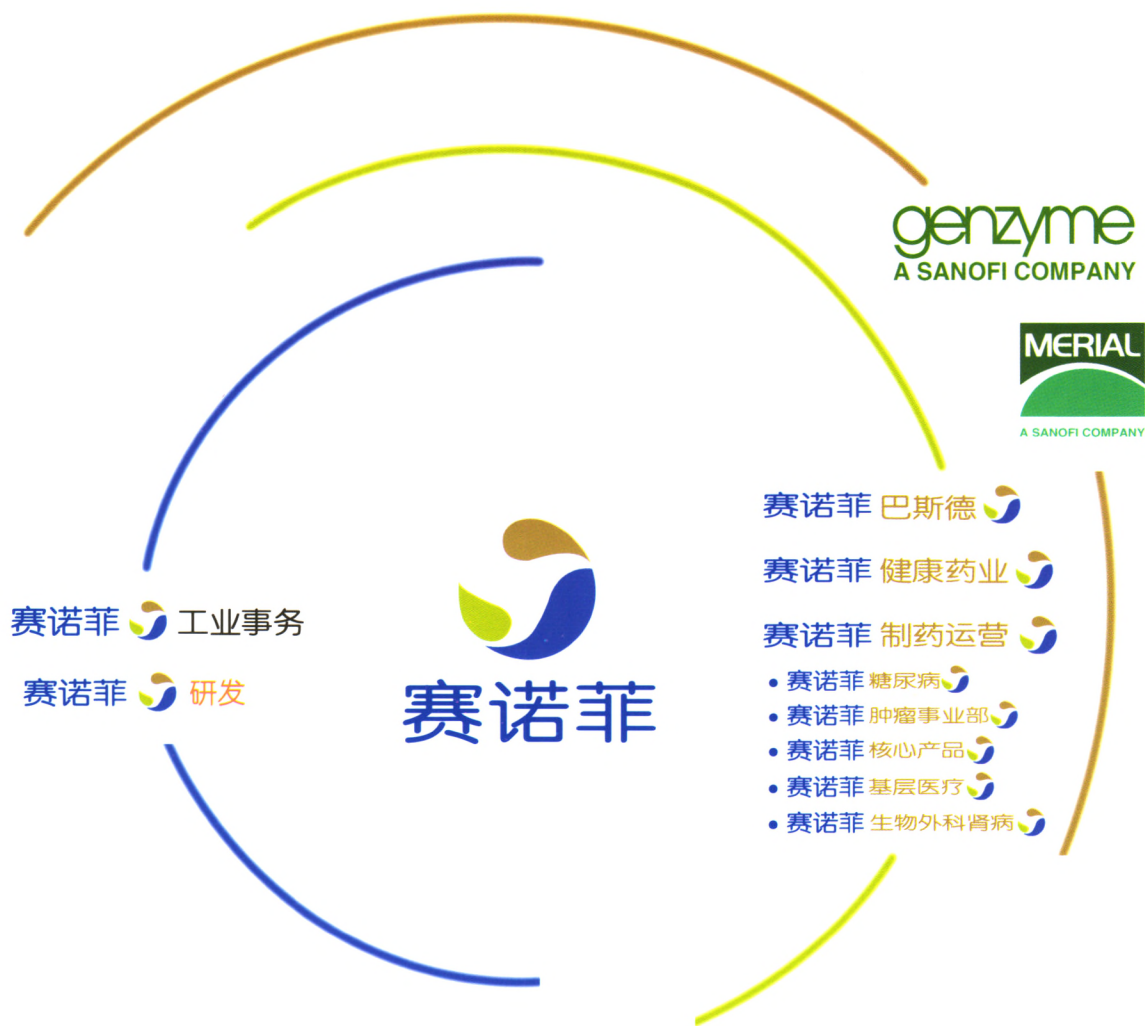 genzyme
A SANOFI COMPANY
MERIAL
A SANOFI COMPANY
赛诺菲 巴斯德
赛诺菲 健康药业
赛诺菲 制药运营
• 赛诺菲 糖尿病
• 赛诺菲 肿瘤事业部
• 赛诺菲 核心产品
• 赛诺菲 基层医疗
• 赛诺菲 生物外科肾病
赛诺菲 工业事务
赛诺菲 研发
赛诺菲